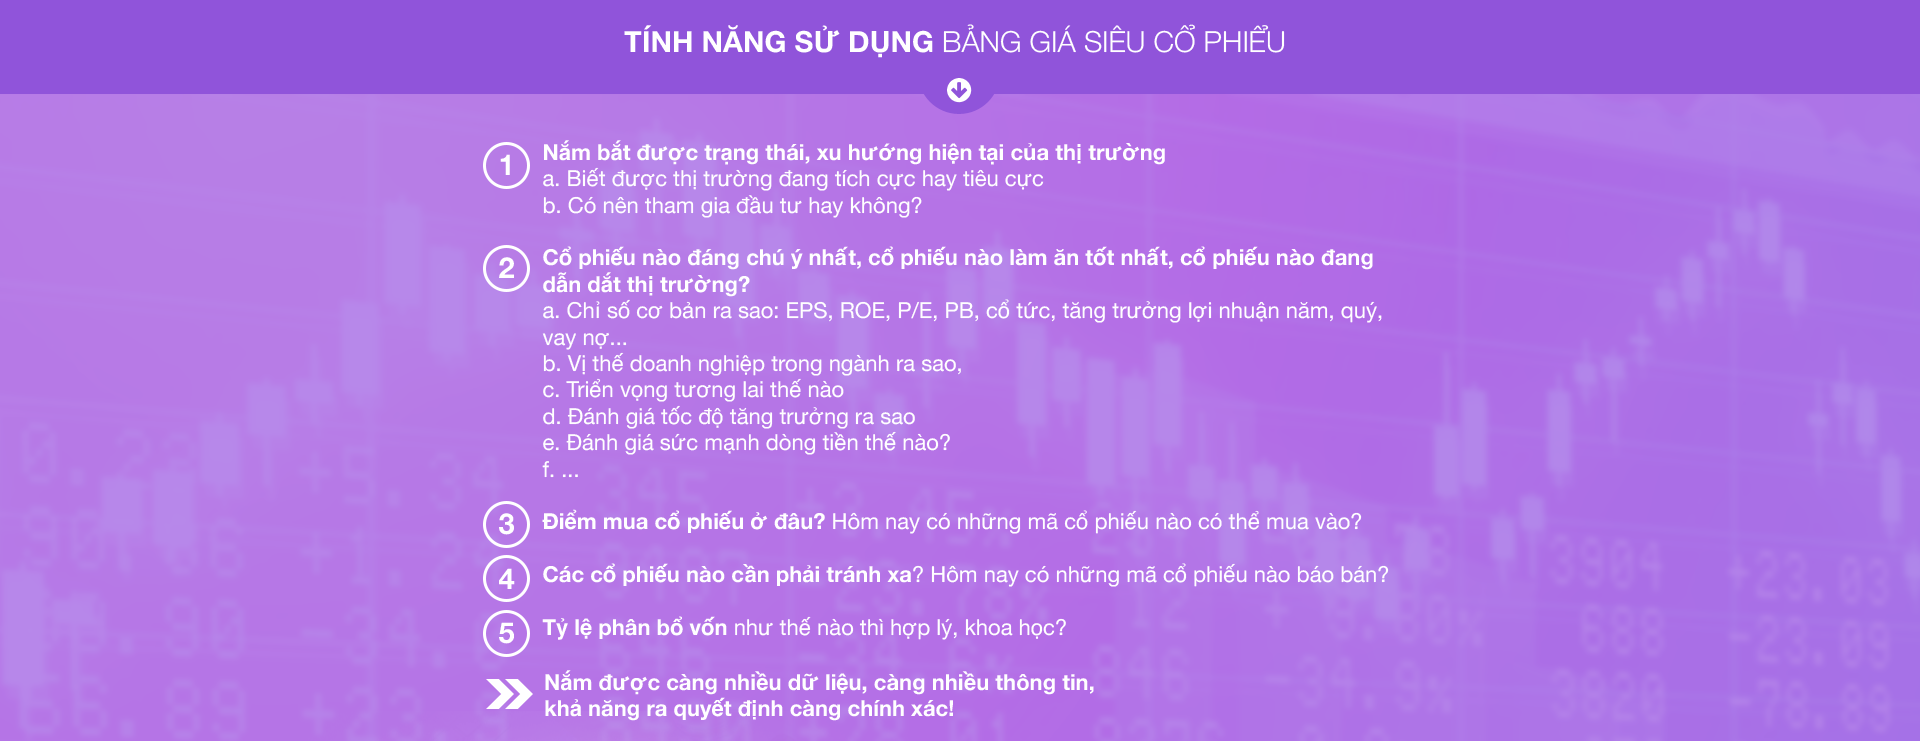 TÍNH NĂNG SỬ DỤNG BẢNG GIÁ SIÊU CỔ PHIẾU
1 Nắm bắt được trạng thái, xu hướng hiện tại của thị trường
a. Biết được thị trường đang tích cực hay tiêu cực
b. Có nên tham gia đầu tư hay không?
2 Cổ phiếu nào đáng chú ý nhất, cổ phiếu nào làm ăn tốt nhất, cổ phiếu nào đang
dẫn dắt thị trường?
a. Chỉ số cơ bản ra sao: EPS, ROE, P/E, PB, cổ tức, tăng trưởng lợi nhuận năm, quý,
vay nợ...
b. Vị thế doanh nghiệp trong ngành ra sao,
c. Triển vọng tương lai thế nào
d. Đánh giá tốc độ tăng trưởng ra sao
e. Đánh giá sức mạnh dòng tiền thế nào?
f. ...
3 Điểm mua cổ phiếu ở đâu? Hôm nay có những mã cổ phiếu nào có thể mua vào?
4 Các cổ phiếu nào cần phải tránh xa? Hôm nay có những mã cổ phiếu nào báo bán?
5 Tỷ lệ phân bổ vốn như thế nào thì hợp lý, khoa học?
Nắm được càng nhiều dữ liệu, càng nhiều thông tin,
khả năng ra quyết định càng chính xác!